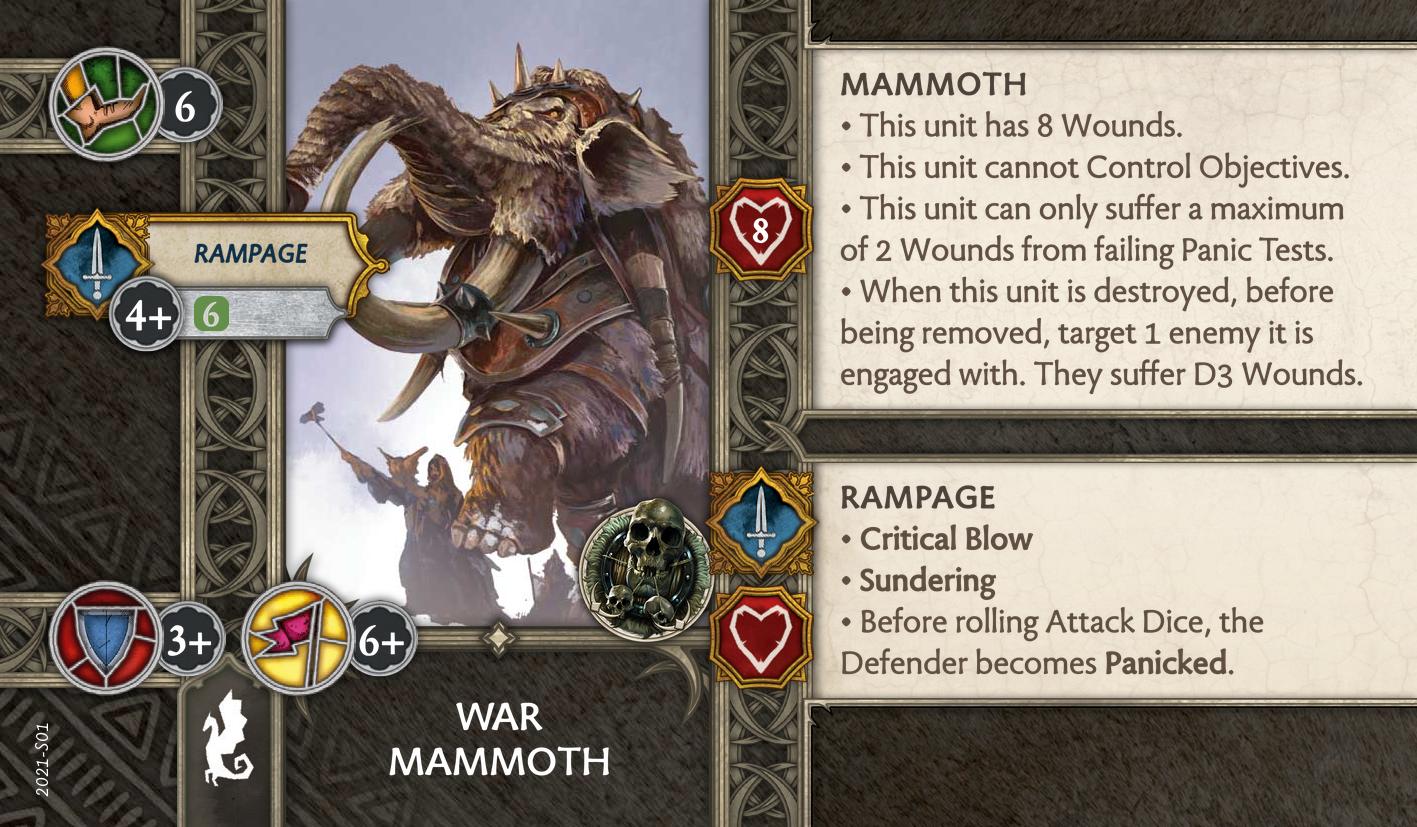 6
RAMPAGE
4+
6
3+
6+
WAR
MAMMOTH
2021-S01
8
MAMMOTH
• This unit has 8 Wounds.
• This unit cannot Control Objectives.
• This unit can only suffer a maximum
of 2 Wounds from failing Panic Tests.
• When this unit is destroyed, before
being removed, target 1 enemy it is
engaged with. They suffer D3 Wounds.
RAMPAGE
• Critical Blow
• Sundering
• Before rolling Attack Dice, the
Defender becomes Panicked.